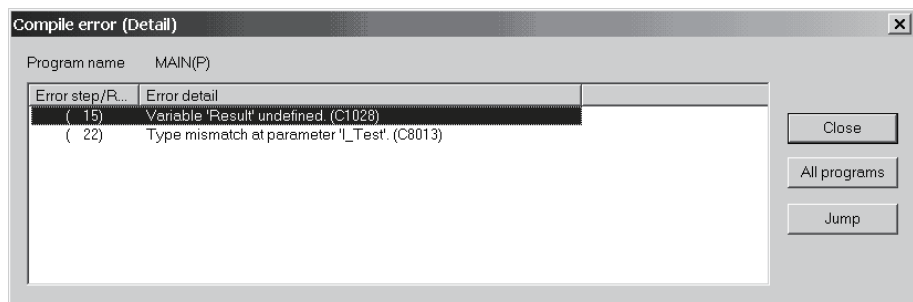 Compile error (Detail)
Program name MAIN(P)
Error step/R... Error detail
( 15) Variable 'Result' undefined. (C1028)
( 22) Type mismatch at parameter 'I_Test'. (C8013)
Close
All programs
Jump